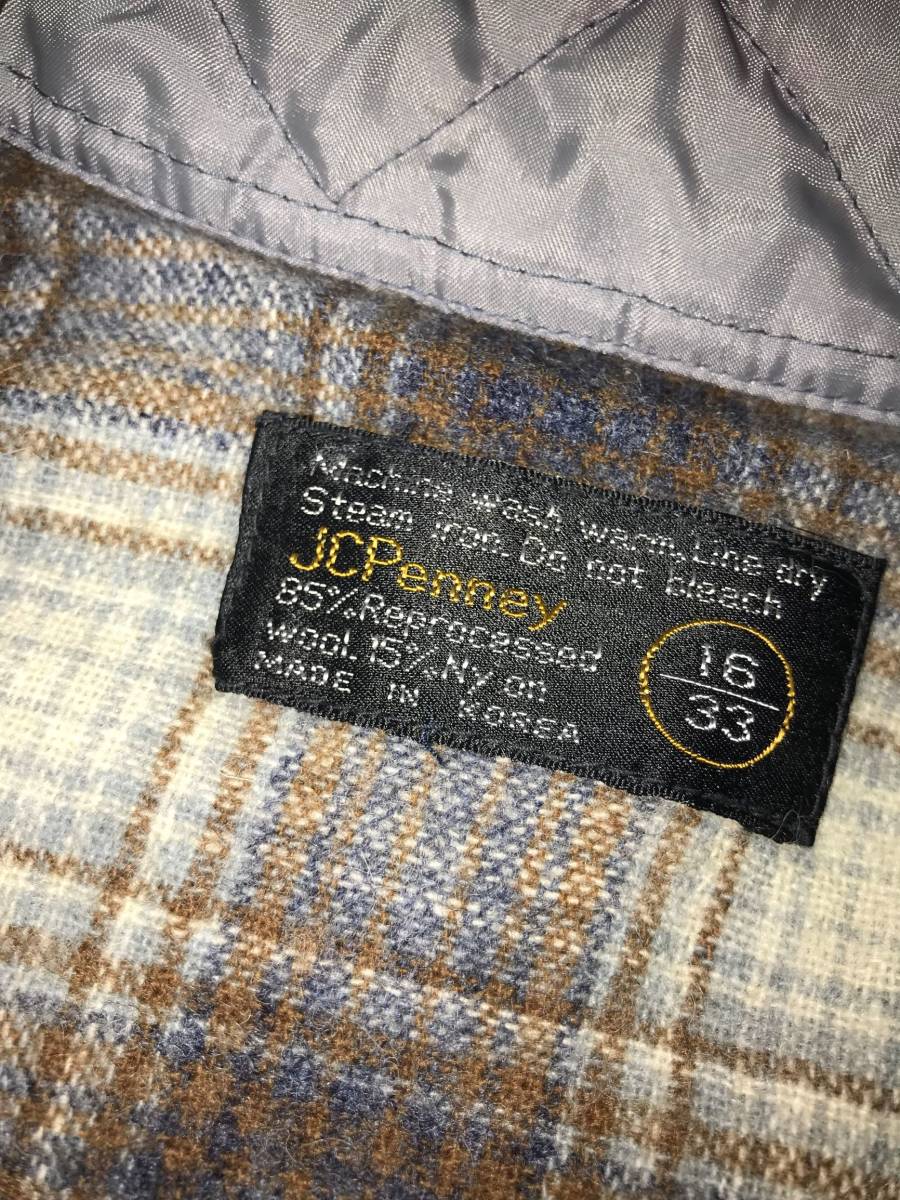 Machine wash warm. Line dry
Steam iron. Do not bleach
JCPenney
85% Reprocessed
Wool. 15% Nylon
MADE IN KOREA
16
33